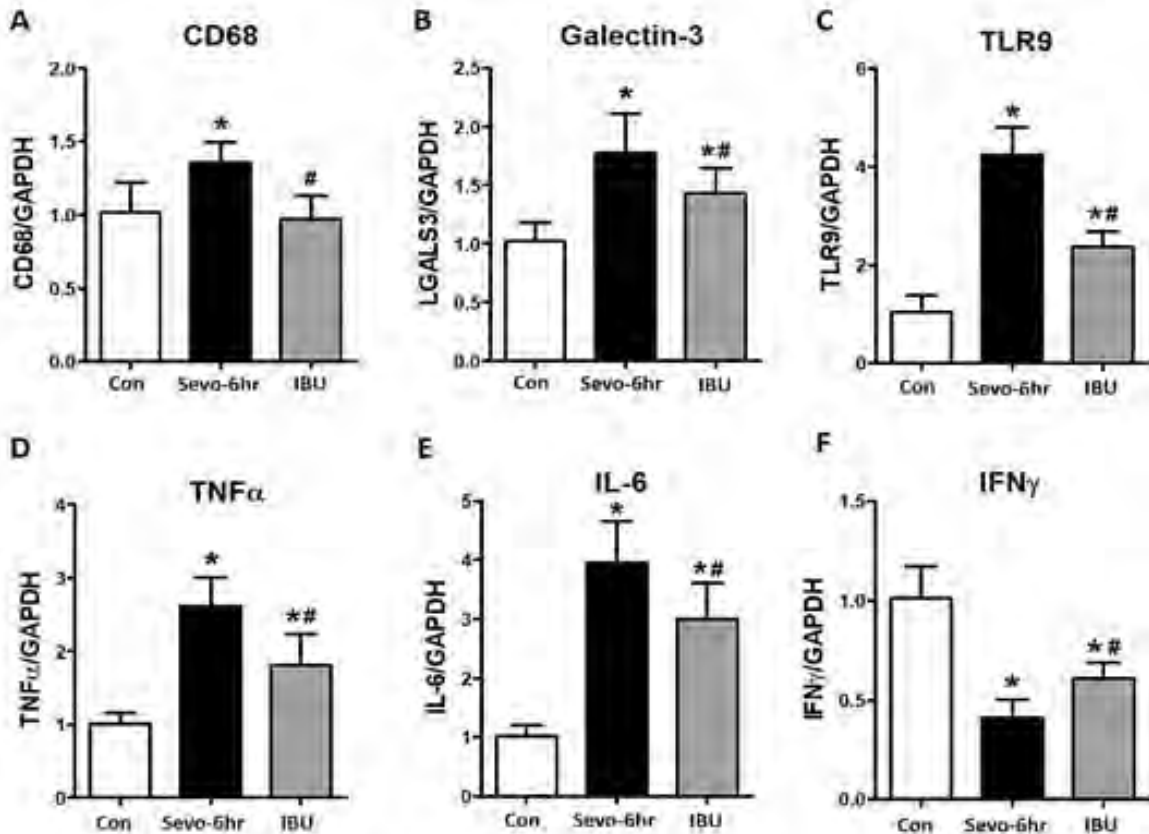 A
CD68
CD68/GAPDH
2.0
1.5
1.0
0.5
0.0
*
#
Con Sevo-6hr IBU
B
Galectin-3
LGALS3/GAPDH
2.5
2.0
1.5
1.0
0.5
0.0
*
*#
Con Sevo-6hr IBU
C
TLR9
TLR9/GAPDH
6
4
2
0
*
*#
Con Sevo-6hr IBU
D
TNFα
TNFα/GAPDH
4
3
2
1
0
*
*#
Con Sevo-6hr IBU
E
IL-6
IL-6/GAPDH
5
4
3
2
1
0
*
*#
Con Sevo-6hr IBU
F
IFNγ
IFNγ/GAPDH
1.5
1.0
0.5
0.0
*
*#
Con Sevo-6hr IBU